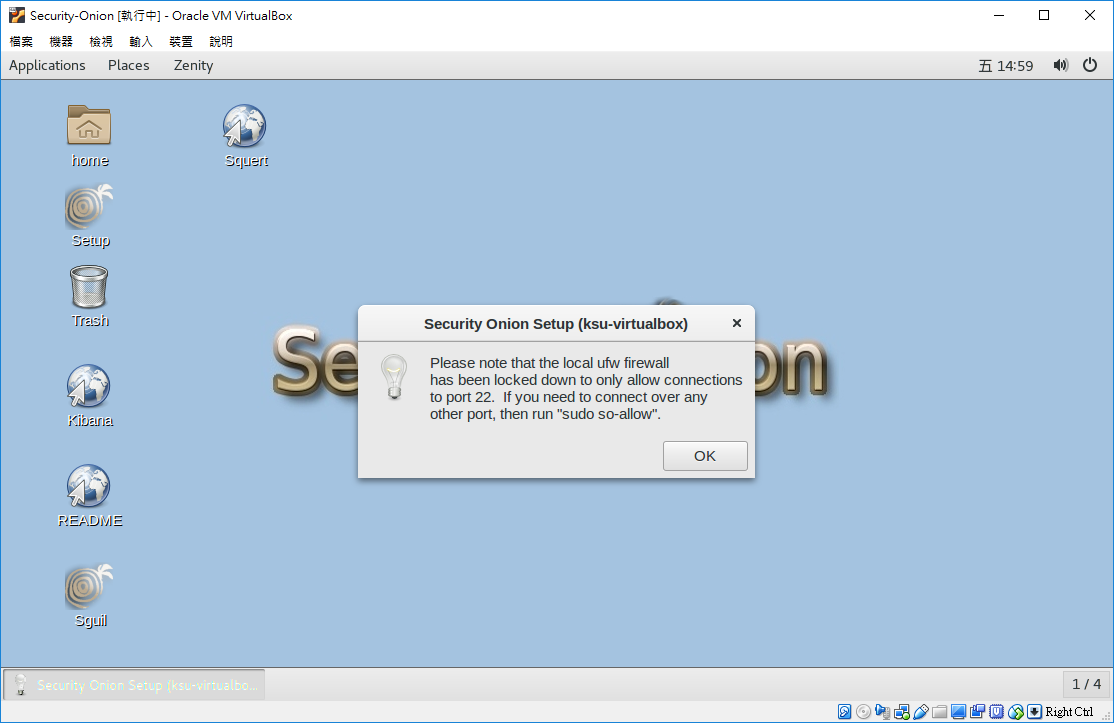 Security-Onion [執行中] - Oracle VM VirtualBox
檔案 機器 檢視 輸入 裝置 說明
Applications Places Zenity 五 14:59
home
Squert
Setup
Trash
Kibana
README
Sguil
Security Onion Setup (ksu-virtualbox)
Please note that the local ufw firewall
has been locked down to only allow connections
to port 22. If you need to connect over any
other port, then run "sudo so-allow".
OK
Se
on
Security Onion Setup (ksu-virtualbo...
1 / 4
Right Ctrl